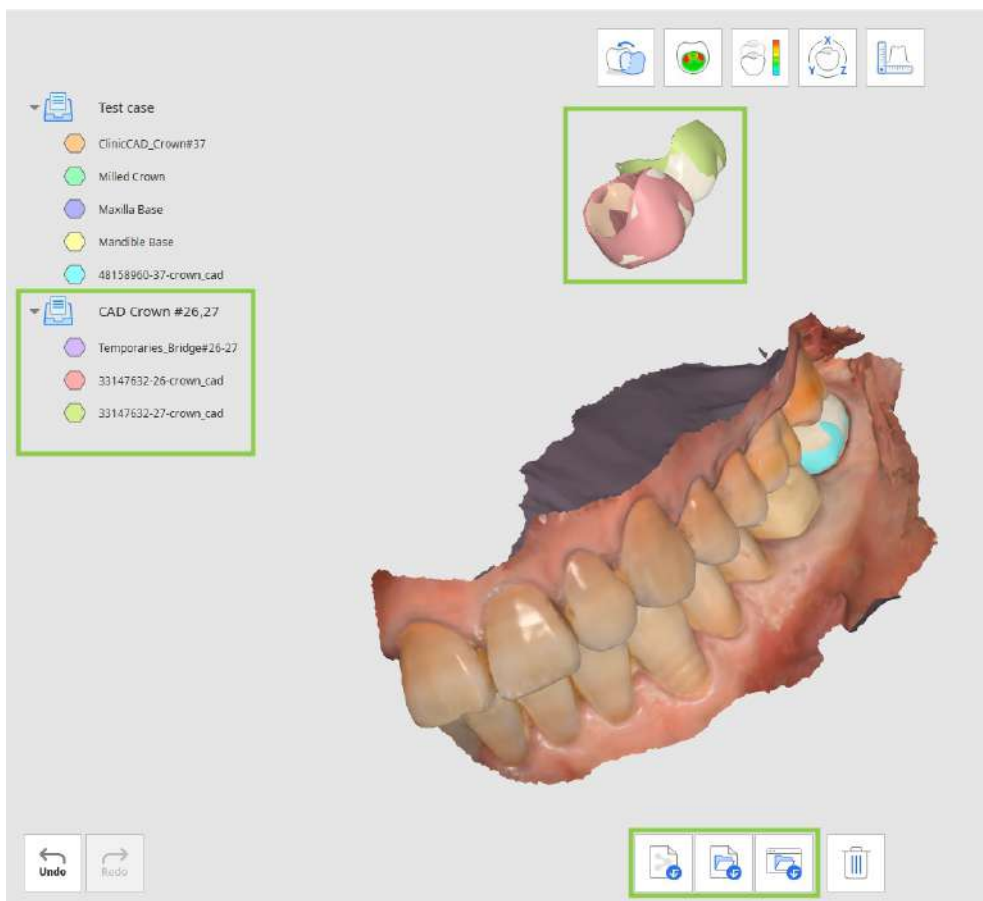 X
Y Z
Test case
ClinicCAD_Crown#37
Milled Crown
Maxilla Base
Mandible Base
48158960-37-crown_cad
CAD Crown #26,27
Temporaries_Bridge#26-27
33147632-26-crown_cad
33147632-27-crown_cad
Undo
Redo